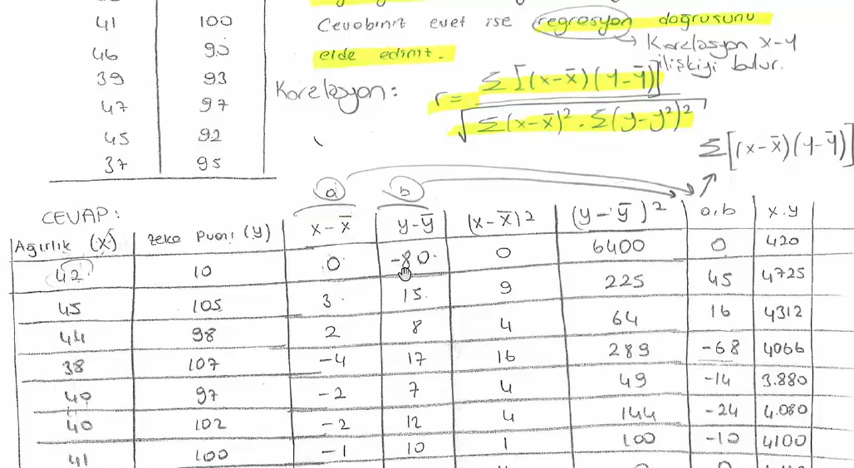 41 100
46 90
39 93
47 97
45 92
37 95
Cevabınız evet ise regresyon doğrusunu
elde ediniz.
Korelasyon x-y
ilişkiyi bulur.
Korelasyon: r = Σ[(x-x̄)(y-ȳ)] / √Σ(x-x̄)². Σ(y-y²)²
Σ[(x-x̄)(y-ȳ)]
a b
CEVAP:
Ağırlık (x) zeka Puanı (y) x-x̄ y-ȳ (x-x̄)2 (y-ȳ)2 a.b x.y
42 10 0 -80 0 6400 0 420
45 105 3 15 9 225 45 4725
44 98 2 8 4 64 16 4312
38 107 -4 17 16 289 -68 4066
40 97 -2 7 4 49 -14 3.880
40 102 -2 12 4 144 -24 4.080
41 100 -1 10 1 100 -10 4100